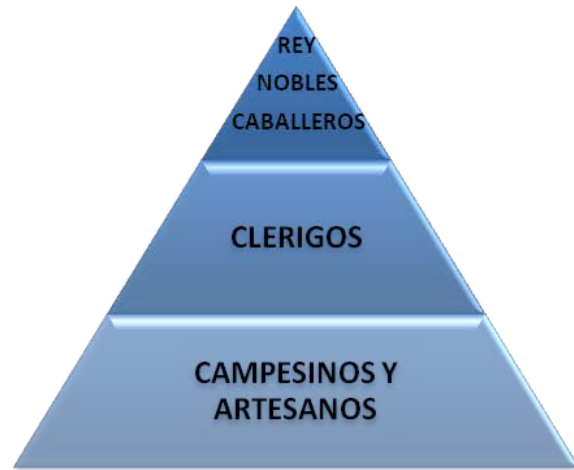 REY
NOBLES
CABALLEROS
CLERIGOS
CAMPESINOS Y
ARTESANOS